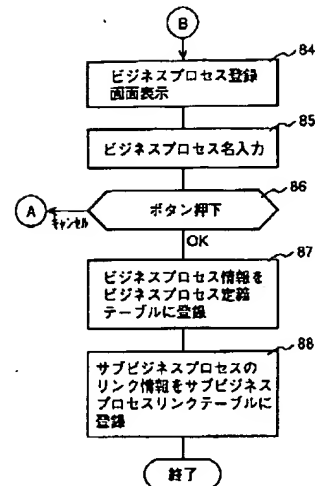 B
84
ビジネスプロセス登録
画面表示
85
ビジネスプロセス名入力
86
ボタン押下
A
キャンセル
OK
87
ビジネスプロセス情報を
ビジネスプロセス定義
テーブルに登録
88
サブビジネスプロセスの
リンク情報をサブビジネス
プロセスリンクテーブルに
登録
終了